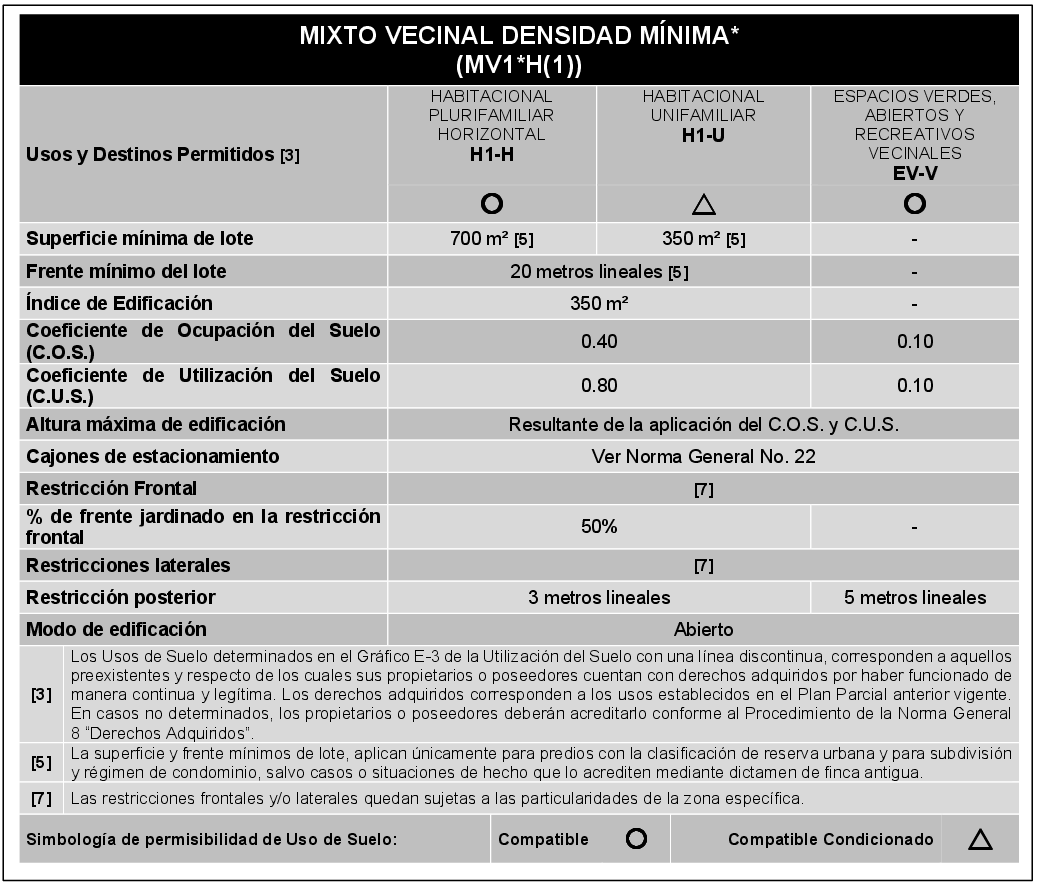 MIXTO VECINAL DENSIDAD MÍNIMA*
(MV1*H(1))
Usos y Destinos Permitidos [3]
HABITACIONAL
PLURIFAMILIAR
HORIZONTAL
H1-H
HABITACIONAL
UNIFAMILIAR
H1-U
ESPACIOS VERDES,
ABIERTOS Y
RECREATIVOS
VECINALES
EV-V
Superficie mínima de lote 700 m² [5] 350 m² [5] -
Frente mínimo del lote 20 metros lineales [5] -
Índice de Edificación 350 m² -
Coeficiente de Ocupación del Suelo
(C.O.S.) 0.40 0.10
Coeficiente de Utilización del Suelo
(C.U.S.) 0.80 0.10
Altura máxima de edificación Resultante de la aplicación del C.O.S. y C.U.S.
Cajones de estacionamiento Ver Norma General No. 22
Restricción Frontal [7]
% de frente jardinado en la restricción
frontal 50% -
Restricciones laterales [7]
Restricción posterior 3 metros lineales 5 metros lineales
Modo de edificación Abierto
[3] Los Usos de Suelo determinados en el Gráfico E-3 de la Utilización del Suelo con una línea discontinua, corresponden a aquellos
preexistentes y respecto de los cuales sus propietarios o poseedores cuentan con derechos adquiridos por haber funcionado de
manera continua y legítima. Los derechos adquiridos corresponden a los usos establecidos en el Plan Parcial anterior vigente.
En casos no determinados, los propietarios o poseedores deberán acreditarlo conforme al Procedimiento de la Norma General
8 “Derechos Adquiridos”.
[5] La superficie y frente mínimos de lote, aplican únicamente para predios con la clasificación de reserva urbana y para subdivisión
y régimen de condominio, salvo casos o situaciones de hecho que lo acrediten mediante dictamen de finca antigua.
[7] Las restricciones frontales y/o laterales quedan sujetas a las particularidades de la zona específica.
Simbología de permisibilidad de Uso de Suelo: Compatible Compatible Condicionado